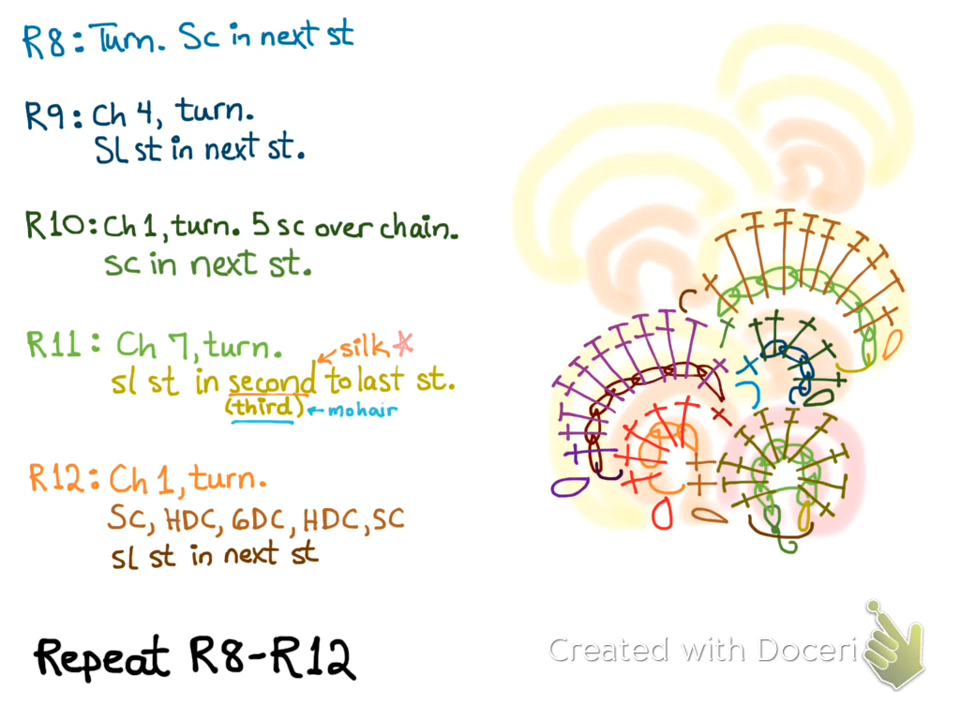 R8: Turn. Sc in next st
R9: Ch 4, turn.
Sl st in next st.
R10: Ch 1, turn. 5 sc over chain.
sc in next st.
R11: Ch 7, turn.
silk
sl st in second to last st.
(third) mohair
R12: Ch 1, turn.
SC, HDC, 6DC, HDC, SC
sl st in next st
Repeat R8-R12
Created with Doceri